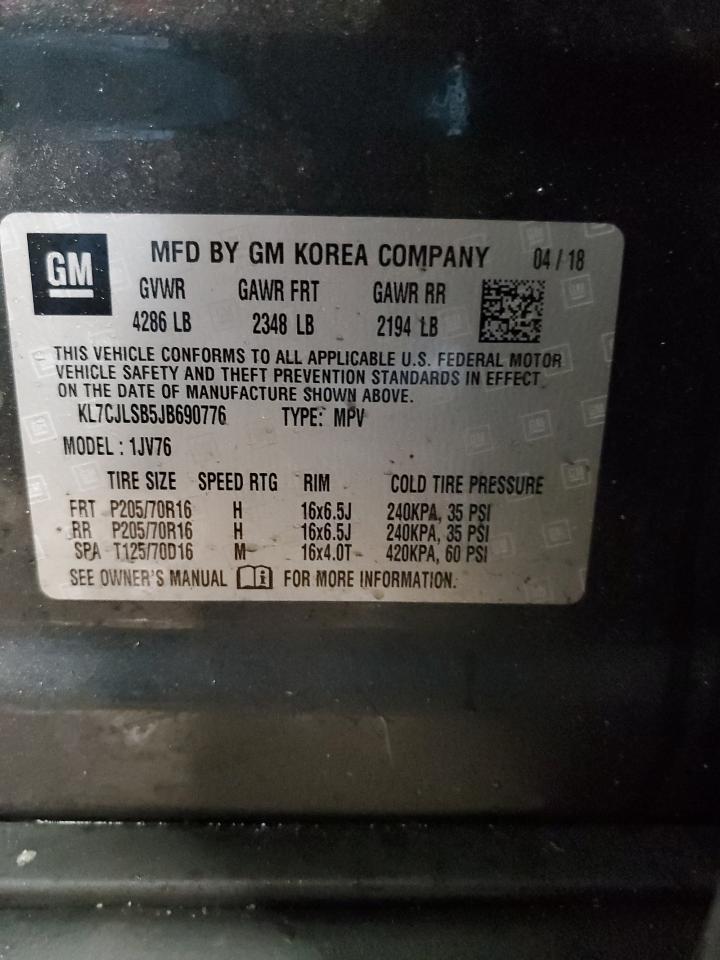 GM MFD BY GM KOREA COMPANY 04 / 18
GVWR GAWR FRT GAWR RR
4286 LB 2348 LB 2194 LB
THIS VEHICLE CONFORMS TO ALL APPLICABLE U.S. FEDERAL MOTOR
VEHICLE SAFETY AND THEFT PREVENTION STANDARDS IN EFFECT
ON THE DATE OF MANUFACTURE SHOWN ABOVE.
KL7CJLSB5JB690776 TYPE: MPV
MODEL : 1JV76
TIRE SIZE SPEED RTG RIM COLD TIRE PRESSURE
FRT P205/70R16 H 16x6.5J 240KPA, 35 PSI
RR P205/70R16 H 16x6.5J 240KPA, 35 PSI
SPA T125/70D16 M 16x4.0T 420KPA, 60 PSI
SEE OWNER'S MANUAL FOR MORE INFORMATION.